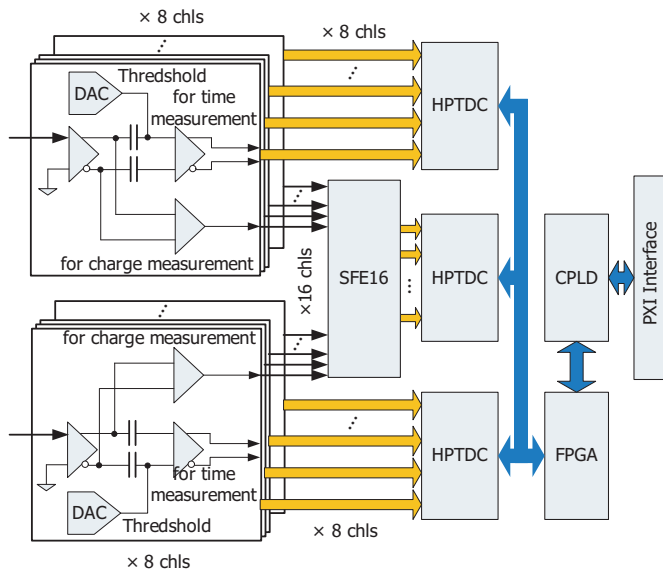 × 8 chls
× 8 chls
Thredshold
DAC
for time
measurement
HPTDC
for charge measurement
×16 chls
SFE16
HPTDC
CPLD
PXI Interface
for charge measurement
for time
measurement
HPTDC
FPGA
DAC
Thredshold
× 8 chls
× 8 chls